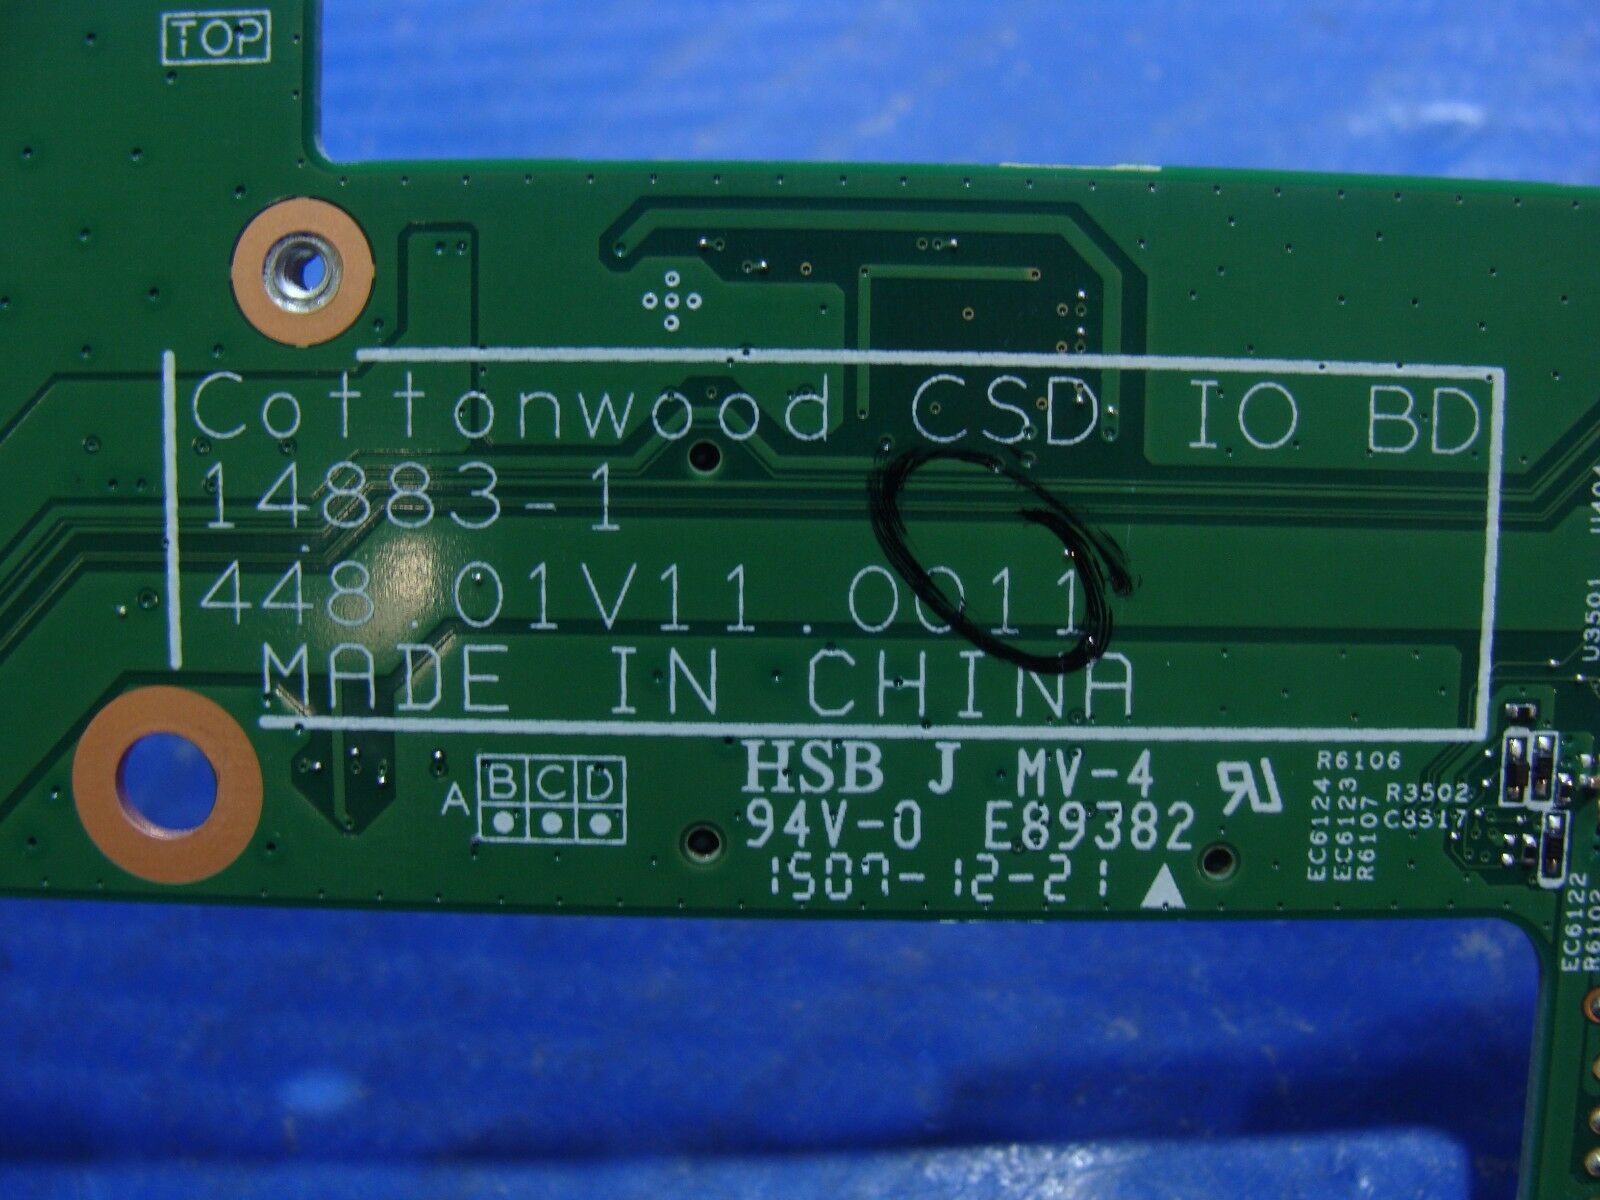 TOP
Cottonwood CSD IO BD
14883-1
448.01V11.0011
MADE IN CHINA
A B C D
HSB J MV-4
94V-0 E89382
1507-12-21
R6106
EC6124
EC6123
R6107
R3502
C3317
U3501 U404
EC6122
R6102